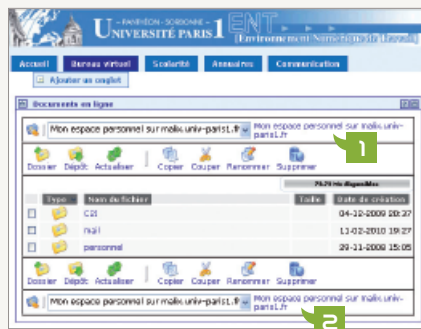 - PANTHÉON - SORBONNE -
UNIVERSITÉ PARIS 1 ENT
[Environnement Numérique de Travail]
Accueil Bureau virtuel Scolarité Annuaires Communication
Ajouter un onglet
Documents en ligne
Mon espace personnel sur malix.univ-paris1.fr Mon espace personnel sur malix.univ-paris1.fr
1
Dossier Dépôt Actualiser Copier Couper Renommer Supprimer
disponibles
Type Nom du fichier Taille Date de création
C2i 04-12-2009 20:37
mail 11-02-2010 19:27
personnel 29-11-2008 15:05
Dossier Dépôt Actualiser Copier Couper Renommer Supprimer
Mon espace personnel sur malix.univ-paris1.fr Mon espace personnel sur malix.univ-paris1.fr
2